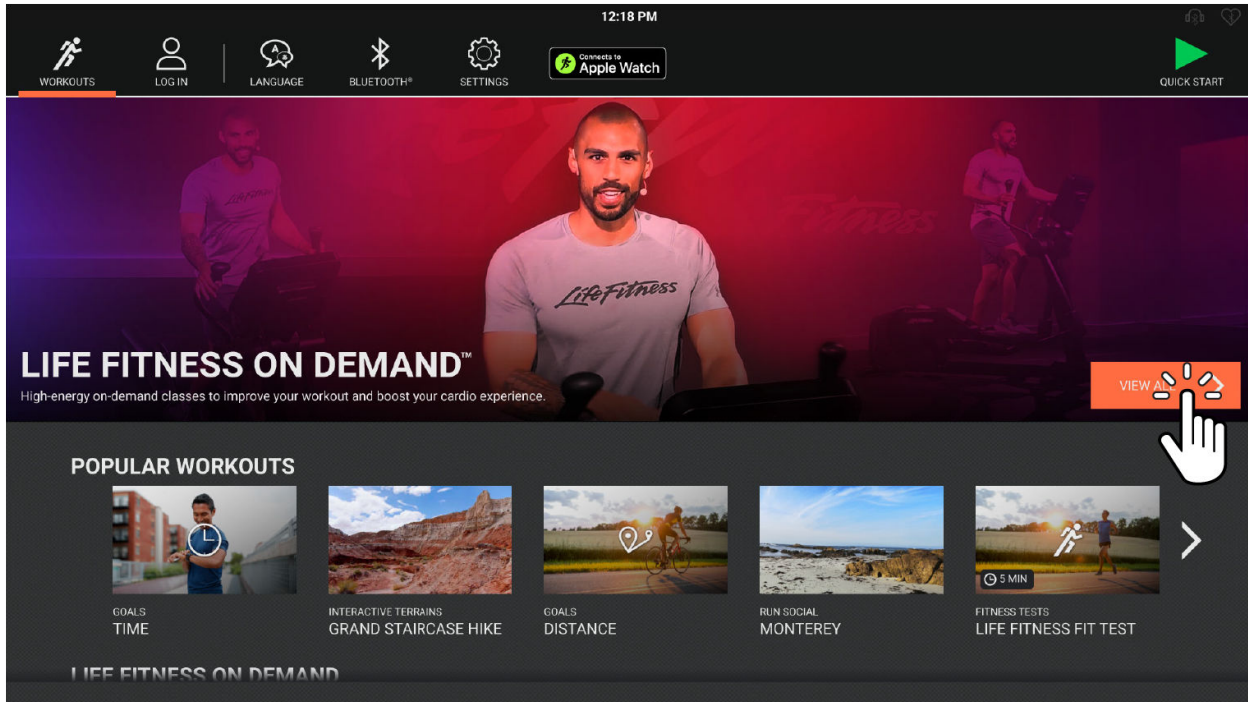 12:18 PM
WORKOUTS
LOG IN
LANGUAGE
BLUETOOTH®
SETTINGS
Connects to
Apple Watch
QUICK START
LifeFitness
LIFE FITNESS ON DEMAND™
High-energy on-demand classes to improve your workout and boost your cardio experience.
VIEW ALL
POPULAR WORKOUTS
5 MIN
GOALS
TIME
INTERACTIVE TERRAINS
GRAND STAIRCASE HIKE
GOALS
DISTANCE
RUN SOCIAL
MONTEREY
FITNESS TESTS
LIFE FITNESS FIT TEST
LIFE FITNESS ON DEMAND